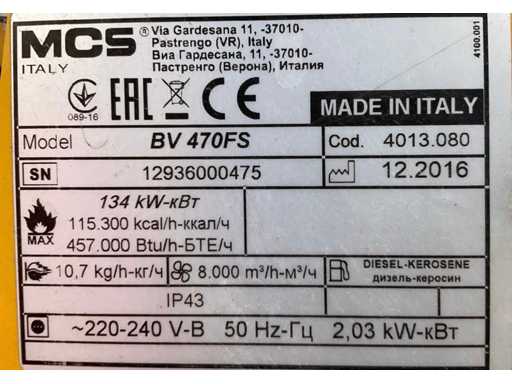 MCS ®
ITALY
Via Gardesana 11, -37010-
Pastrengo (VR), Italy
Виа Гардесана, 11, -37010-
Пастренго (Верона), Италия
4100.001
089-16
EAC CE
MADE IN ITALY
Model BV 470FS Cod. 4013.080
SN 12936000475 12.2016
MAX
134 kW-кВт
115.300 kcal/h-ккал/ч
457.000 Btu/h-БТЕ/ч
10,7 kg/h-кг/ч 8.000 m³/h-м³/ч DIESEL-KEROSENE
дизель-керосин
IP43
~220-240 V-В 50 Hz-Гц 2,03 kW-кВт